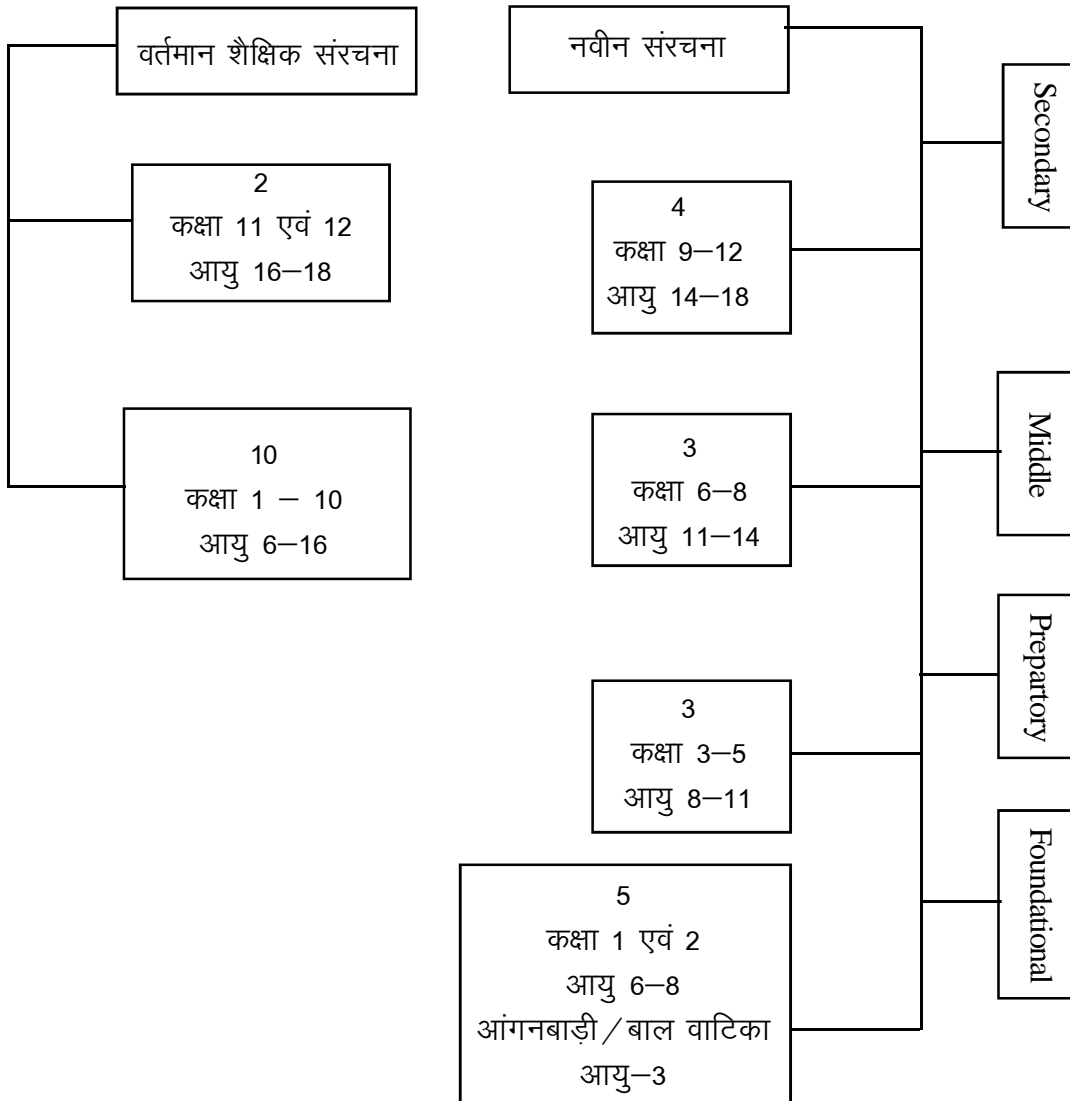 वर्तमान शैक्षिक संरचना
2
कक्षा 11 एवं 12
आयु 16–18
10
कक्षा 1 – 10
आयु 6–16
नवीन संरचना
4
कक्षा 9–12
आयु 14–18
3
कक्षा 6–8
आयु 11–14
3
कक्षा 3–5
आयु 8–11
5
कक्षा 1 एवं 2
आयु 6–8
आंगनबाड़ी/बाल वाटिका
आयु–3
Secondary
Middle
Prepartory
Foundational